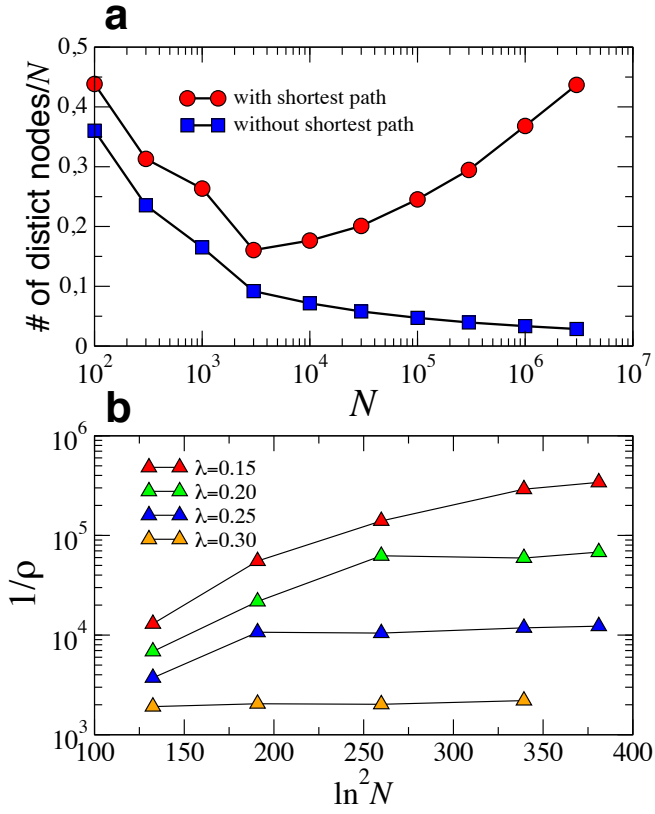 a
0,5
0,4
0,3
0,2
0,1
0
# of distict nodes/N
with shortest path
without shortest path
10^2 10^3 10^4 10^5 10^6 10^7
N
b
10^6
10^5
10^4
10^3
1/ρ
λ=0.15
λ=0.20
λ=0.25
λ=0.30
100 150 200 250 300 350 400
ln^2 N